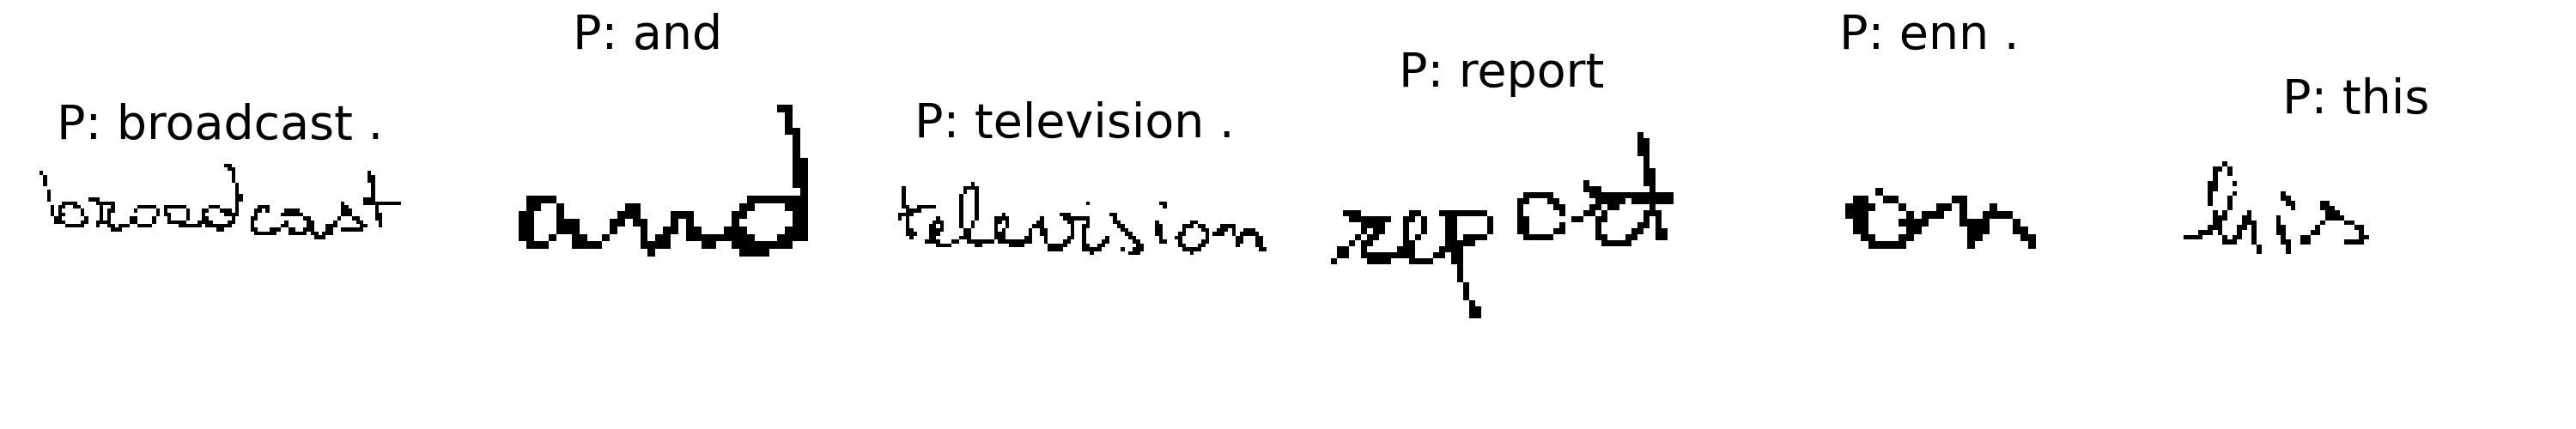 P: broadcast . P: and P: television . P: report P: enn . P: this
broadcast and television report on his